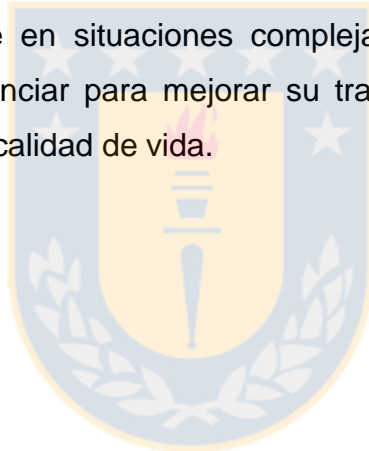 e en situaciones compleja
nciar para mejorar su tra
calidad de vida.